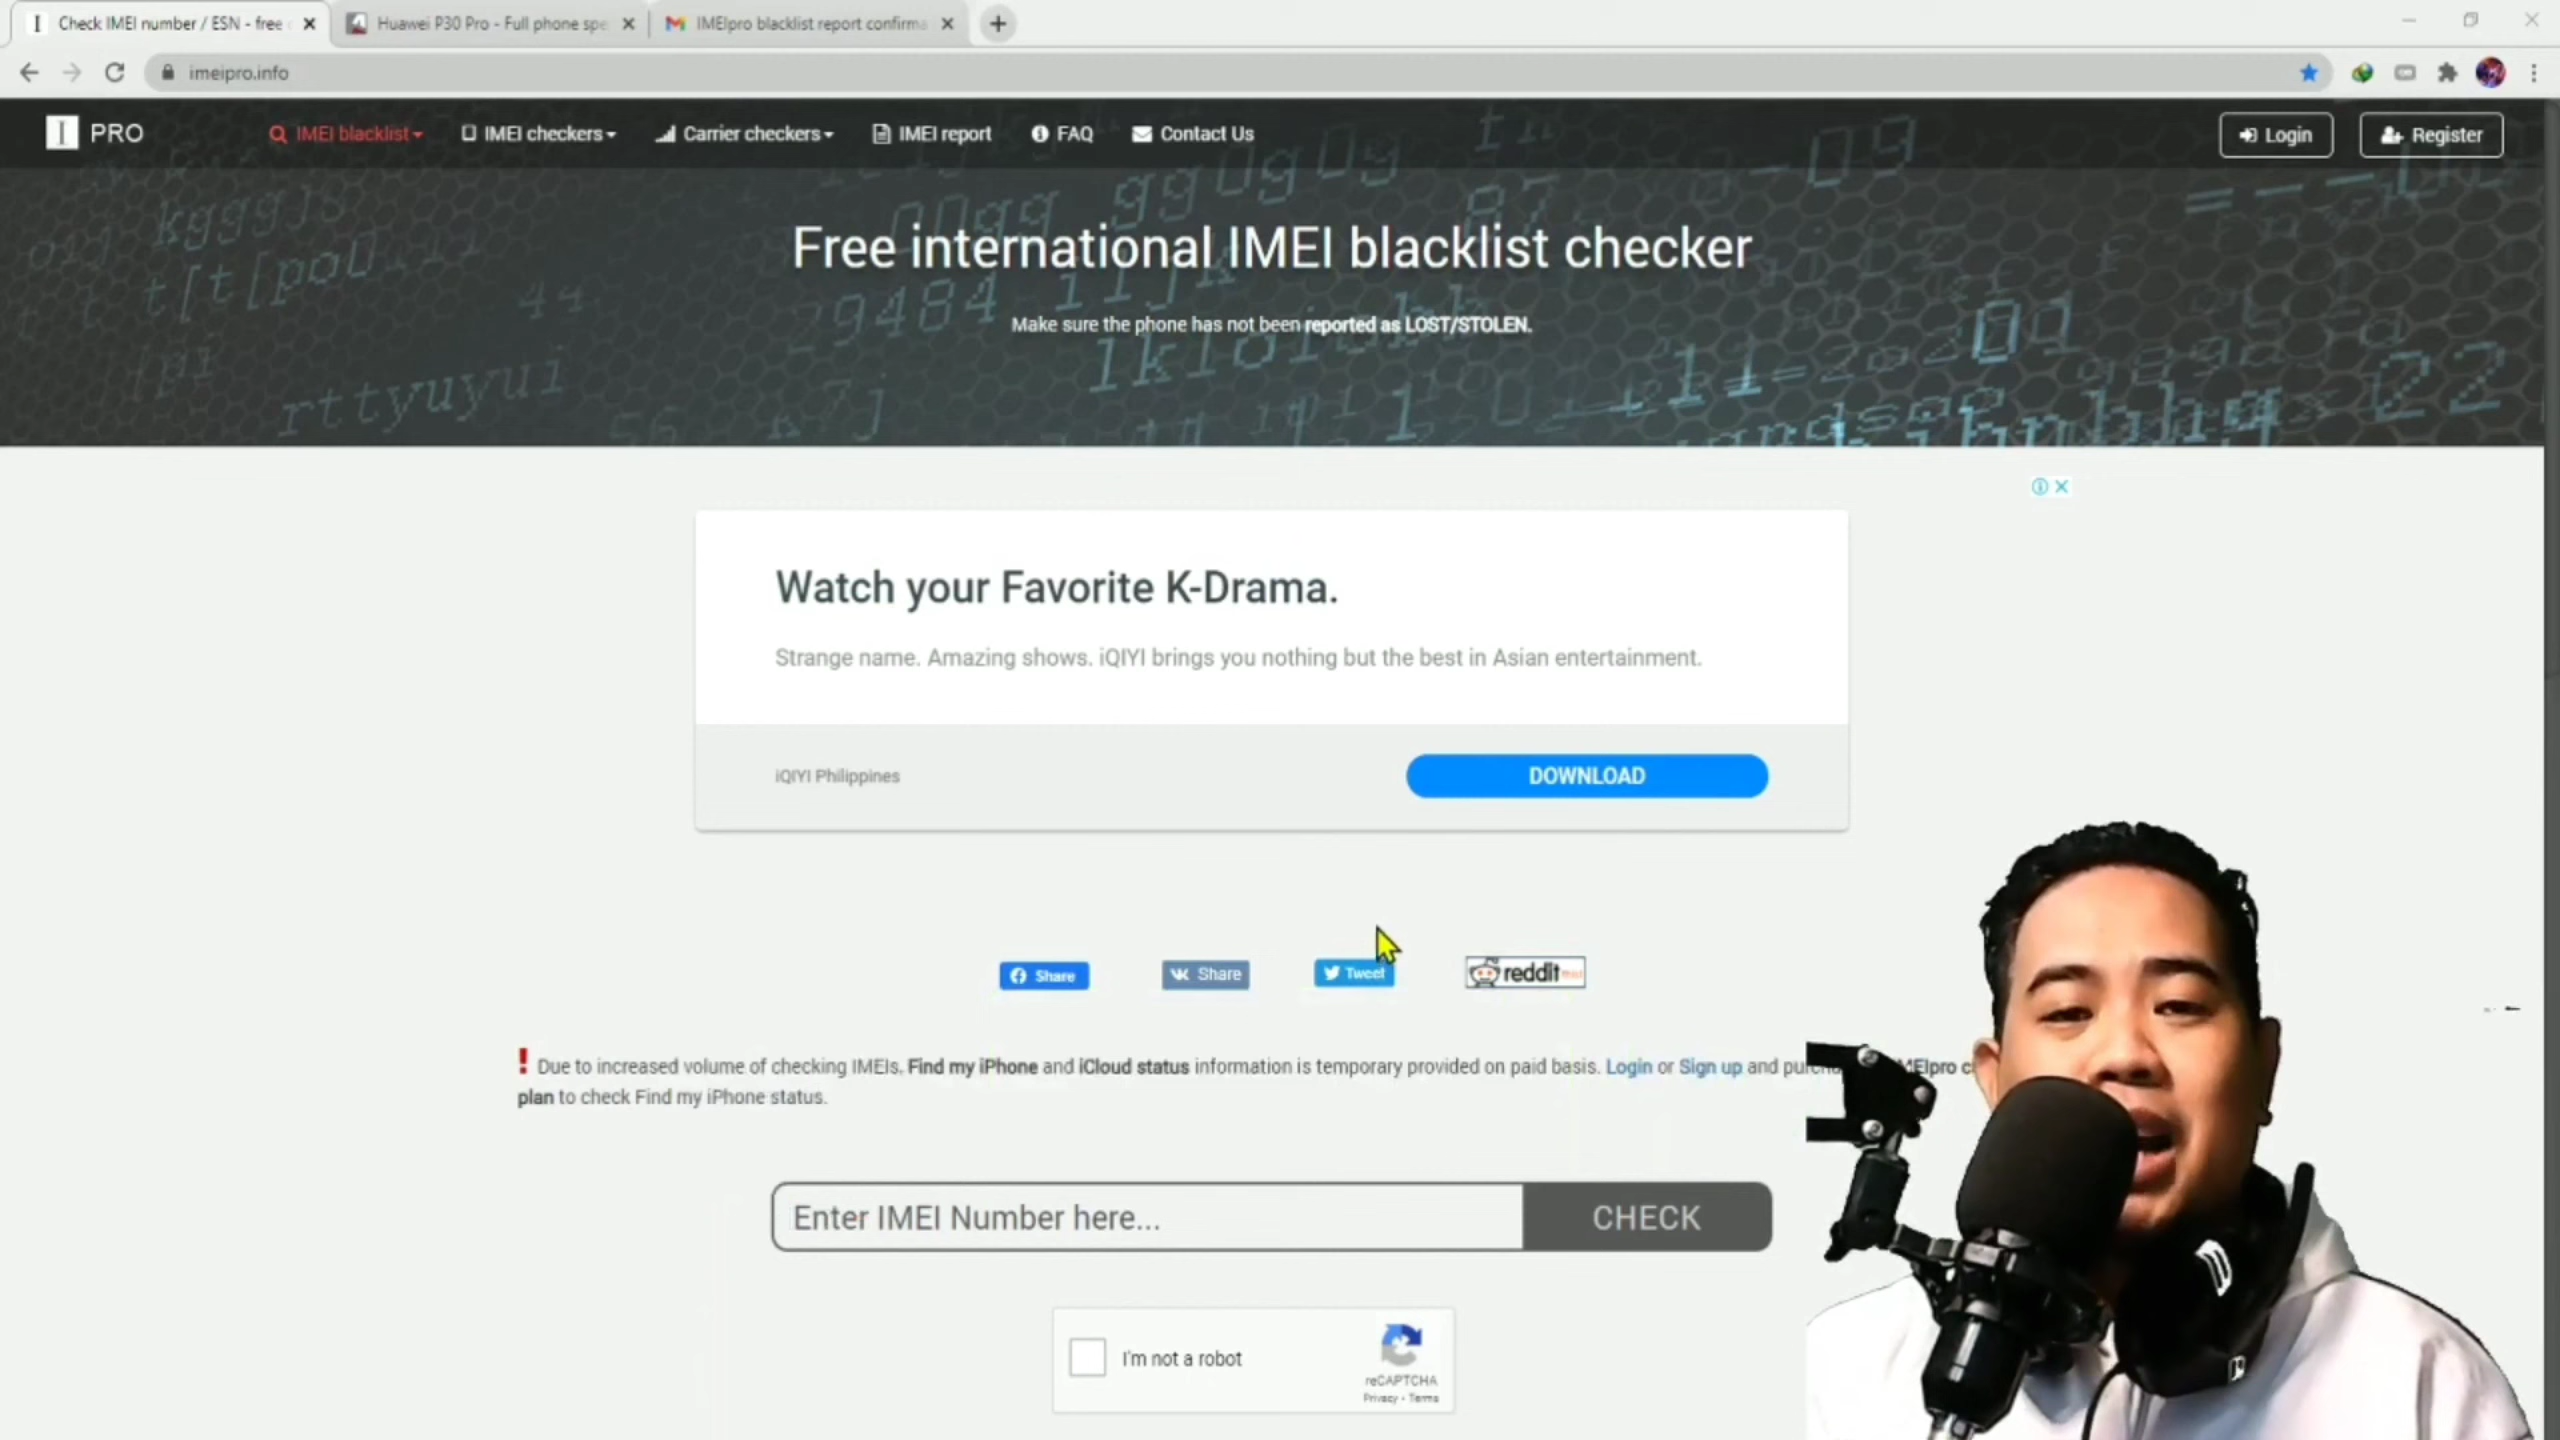 Check IMEI number / ESN - free
Huawei P30 Pro - Full phone spe
IMEIpro blacklist report confirma
imeipro.info
I PRO
IMEI blacklist
IMEI checkers
Carrier checkers
IMEI report
FAQ
Contact Us
Login
Register
Free international IMEI blacklist checker
Make sure the phone has not been reported as LOST/STOLEN.
Watch your Favorite K-Drama.
Strange name. Amazing shows. iQIYI brings you nothing but the best in Asian entertainment.
iQIYI Philippines
DOWNLOAD
Share
Share
Tweet
reddit
! Due to increased volume of checking IMEIs. Find my iPhone and iCloud status information is temporary provided on paid basis. Login or Sign up and
plan to check Find my iPhone status.
Enter IMEI Number here...
CHECK
I'm not a robot
reCAPTCHA
Privacy - Terms